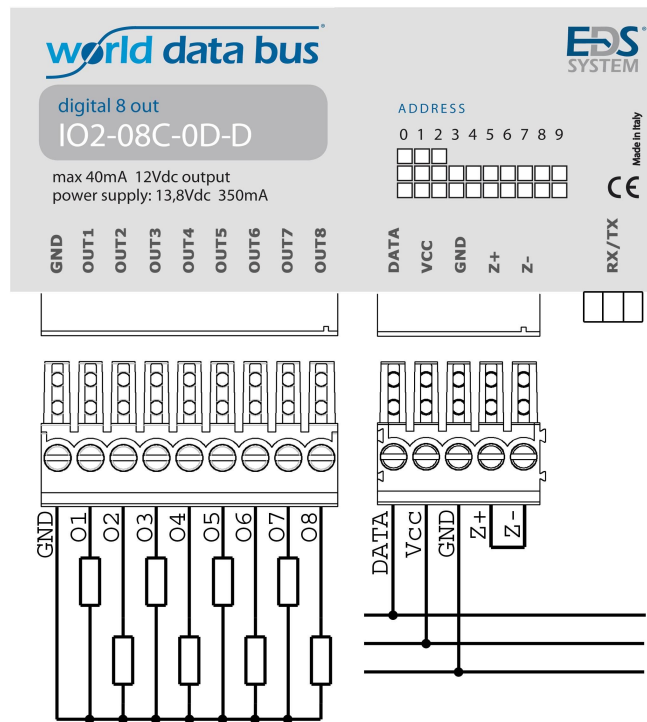 world data bus
EDS
SYSTEM
digital 8 out
IO2-08C-0D-D
max 40mA 12Vdc output
power supply: 13,8Vdc 350mA
ADDRESS
0 1 2 3 4 5 6 7 8 9
Made in Italy
CE
GND OUT1 OUT2 OUT3 OUT4 OUT5 OUT6 OUT7 OUT8
DATA VCC GND Z+ Z-
RX/TX
GND O1 O2 O3 O4 O5 O6 O7 O8
DATA Vcc GND Z+ Z-